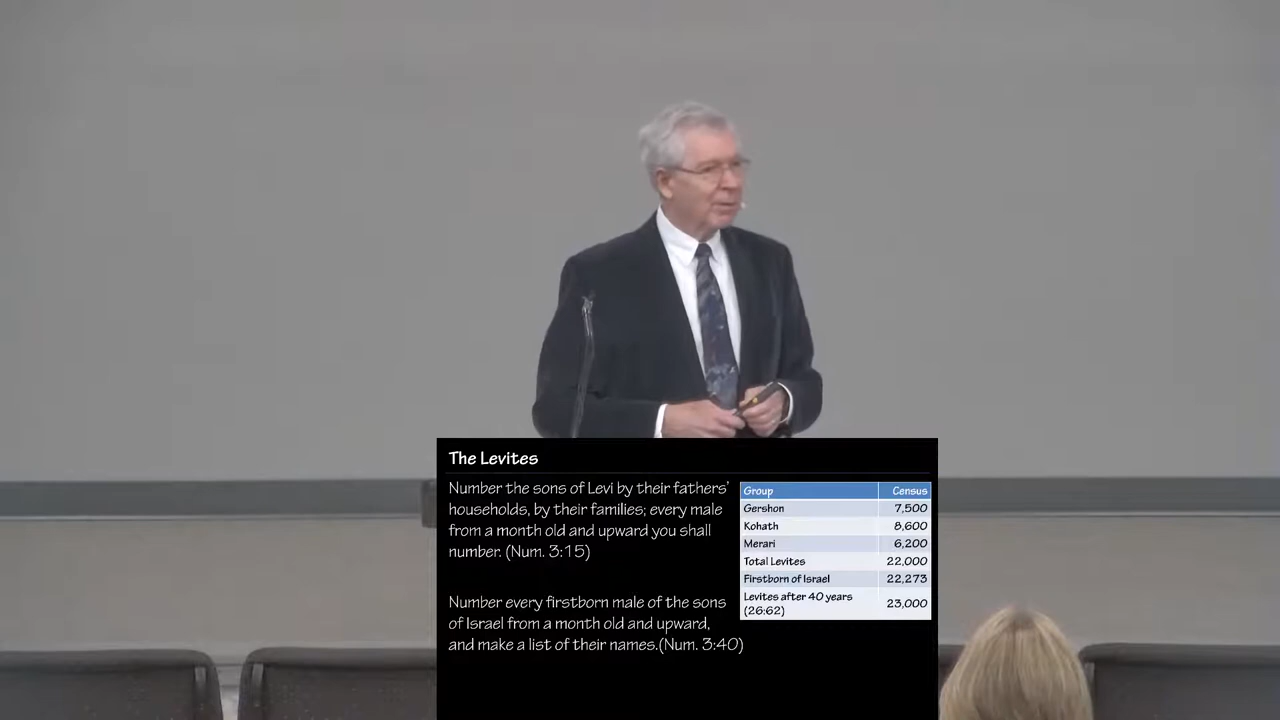 The Levites
Number the sons of Levi by their fathers'
households, by their families; every male
from a month old and upward you shall
number. (Num. 3:15)
Number every firstborn male of the sons
of Israel from a month old and upward,
and make a list of their names.(Num. 3:40)
Group Census
Gershon 7,500
Kohath 8,600
Merari 6,200
Total Levites 22,000
Firstborn of Israel 22,273
Levites after 40 years
(26:62) 23,000